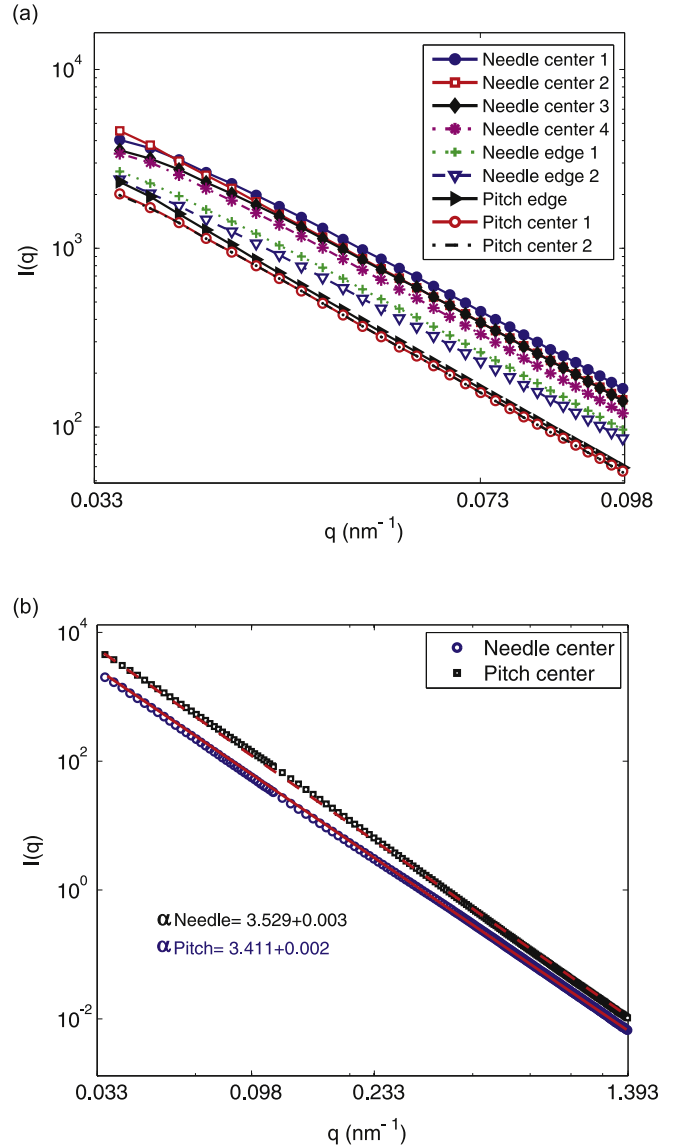 (a)
10^4
10^3
10^2
I(q)
Needle center 1
Needle center 2
Needle center 3
Needle center 4
Needle edge 1
Needle edge 2
Pitch edge
Pitch center 1
Pitch center 2
0.033
0.073
0.098
q (nm^-1)
(b)
10^4
10^2
10^0
10^-2
I(q)
Needle center
Pitch center
α Needle= 3.529+0.003
α Pitch= 3.411+0.002
0.033
0.098
0.233
1.393
q (nm^-1)